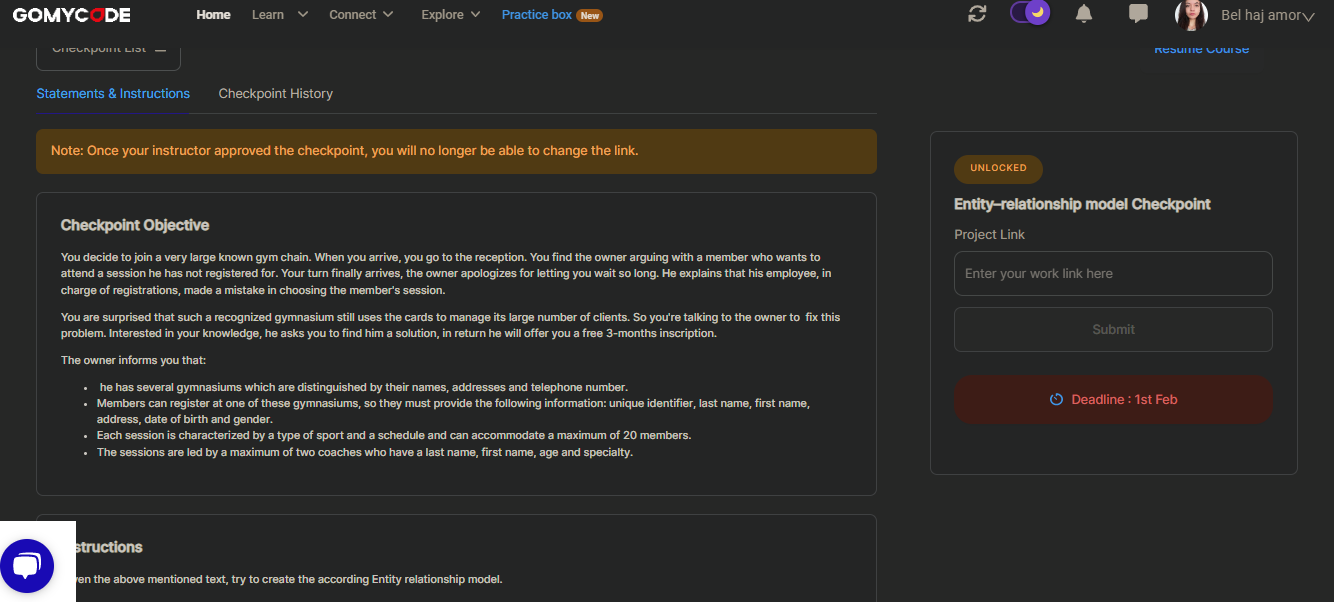 GOMYCODE Home Learn Connect Explore Practice box New Bel haj amor
Checkpoint List Resume Course
Statements & Instructions Checkpoint History
Note: Once your instructor approved the checkpoint, you will no longer be able to change the link.
Checkpoint Objective
You decide to join a very large known gym chain. When you arrive, you go to the reception. You find the owner arguing with a member who wants to
attend a session he has not registered for. Your turn finally arrives, the owner apologizes for letting you wait so long. He explains that his employee, in
charge of registrations, made a mistake in choosing the member's session.
You are surprised that such a recognized gymnasium still uses the cards to manage its large number of clients. So you're talking to the owner to fix this
problem. Interested in your knowledge, he asks you to find him a solution, in return he will offer you a free 3-months inscription.
The owner informs you that:
• he has several gymnasiums which are distinguished by their names, addresses and telephone number.
• Members can register at one of these gymnasiums, so they must provide the following information: unique identifier, last name, first name,
address, date of birth and gender.
• Each session is characterized by a type of sport and a schedule and can accommodate a maximum of 20 members.
• The sessions are led by a maximum of two coaches who have a last name, first name, age and specialty.
structions
ven the above mentioned text, try to create the according Entity relationship model.
UNLOCKED
Entity–relationship model Checkpoint
Project Link
Enter your work link here
Submit
Deadline : 1st Feb